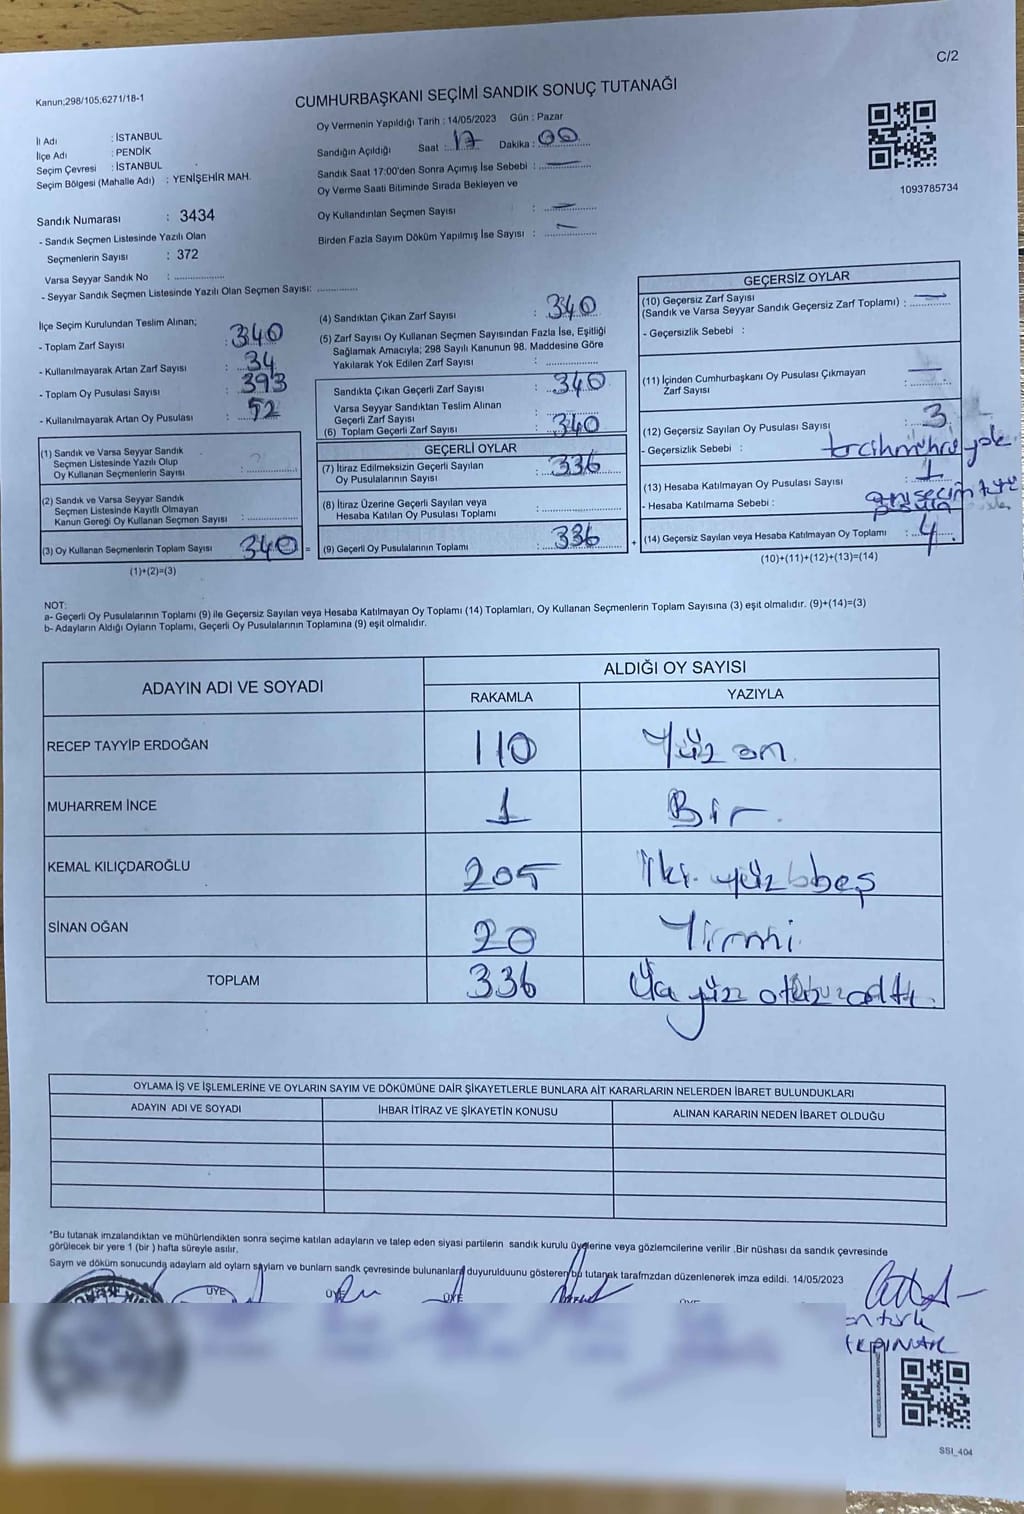 C/2
Kanun;298/105;6271/18-1
CUMHURBAŞKANI SEÇİMİ SANDIK SONUÇ TUTANAĞI
İl Adı : İSTANBUL
İlçe Adı : PENDİK
Seçim Çevresi : İSTANBUL
Seçim Bölgesi (Mahalle Adı) : YENİŞEHİR MAH.
Sandık Numarası : 3434
- Sandık Seçmen Listesinde Yazılı Olan
Seçmenlerin Sayısı : 372
Varsa Seyyar Sandık No : ..............
- Seyyar Sandık Seçmen Listesinde Yazılı Olan Seçmen Sayısı: ............
Oy Vermenin Yapıldığı Tarih : 14/05/2023 Gün : Pazar
Sandığın Açıldığı Saat : 17 Dakika : 00
Sandık Saat 17:00'den Sonra Açımış İse Sebebi : —
Oy Verme Saati Bitiminde Sırada Bekleyen ve
Oy Kullandırılan Seçmen Sayısı : —
Birden Fazla Sayım Döküm Yapılmış İse Sayısı : —
1093785734
İlçe Seçim Kurulundan Teslim Alınan;
- Toplam Zarf Sayısı : 340
- Kullanılmayarak Artan Zarf Sayısı : 34
- Toplam Oy Pusulası Sayısı : 393
- Kullanılmayarak Artan Oy Pusulası : 52
(1) Sandık ve Varsa Seyyar Sandık
Seçmen Listesinde Yazılı Olup
Oy Kullanan Seçmenlerin Sayısı :
(2) Sandık ve Varsa Seyyar Sandık
Seçmen Listesinde Kayıtlı Olmayan
Kanun Gereği Oy Kullanan Seçmen Sayısı :
(3) Oy Kullanan Seçmenlerin Toplam Sayısı 340 =
(1)+(2)=(3)
(4) Sandıktan Çıkan Zarf Sayısı : 340
(5) Zarf Sayısı Oy Kullanan Seçmen Sayısından Fazla İse, Eşitliği
Sağlamak Amacıyla; 298 Sayılı Kanunun 98. Maddesine Göre
Yakılarak Yok Edilen Zarf Sayısı :
Sandıkta Çıkan Geçerli Zarf Sayısı : 340
Varsa Seyyar Sandıktan Teslim Alınan
Geçerli Zarf Sayısı :
(6) Toplam Geçerli Zarf Sayısı : 340
GEÇERLİ OYLAR
(7) İtiraz Edilmeksizin Geçerli Sayılan
Oy Pusulalarının Sayısı : 336
(8) İtiraz Üzerine Geçerli Sayılan veya
Hesaba Katılan Oy Pusulası Toplamı :
(9) Geçerli Oy Pusulalarının Toplamı : 336 +
GEÇERSİZ OYLAR
(10) Geçersiz Zarf Sayısı
(Sandık ve Varsa Seyyar Sandık Geçersiz Zarf Toplamı) : —
- Geçersizlik Sebebi :
(11) İçinden Cumhurbaşkanı Oy Pusulası Çıkmayan
Zarf Sayısı : —
(12) Geçersiz Sayılan Oy Pusulası Sayısı : 3
- Geçersizlik Sebebi : tercih mührü yok
(13) Hesaba Katılmayan Oy Pusulası Sayısı : 1
- Hesaba Katılmama Sebebi :
(14) Geçersiz Sayılan veya Hesaba Katılmayan Oy Toplamı : 4
(10)+(11)+(12)+(13)=(14)
NOT:
a- Geçerli Oy Pusulalarının Toplamı (9) ile Geçersiz Sayılan veya Hesaba Katılmayan Oy Toplamı (14) Toplamları, Oy Kullanan Seçmenlerin Toplam Sayısına (3) eşit olmalıdır. (9)+(14)=(3)
b- Adayların Aldığı Oyların Toplamı, Geçerli Oy Pusulalarının Toplamına (9) eşit olmalıdır.
ADAYIN ADI VE SOYADI
ALDIĞI OY SAYISI
RAKAMLA YAZIYLA
RECEP TAYYİP ERDOĞAN 110 Yüz on
MUHARREM İNCE 1 Bir
KEMAL KILIÇDAROĞLU 205 İki yüz beş
SİNAN OĞAN 20 Yirmi
TOPLAM 336 Üç yüz otuz altı
OYLAMA İŞ VE İŞLEMLERİNE VE OYLARIN SAYIM VE DÖKÜMÜNE DAİR ŞİKAYETLERLE BUNLARA AİT KARARLARIN NELERDEN İBARET BULUNDUKLARI
ADAYIN ADI VE SOYADI İHBAR İTİRAZ VE ŞİKAYETİN KONUSU ALINAN KARARIN NEDEN İBARET OLDUĞU
*Bu tutanak imzalandıktan ve mühürlendikten sonra seçime katılan adayların ve talep eden siyasi partilerin sandık kurulu üyelerine veya gözlemcilerine verilir .Bir nüshası da sandık çevresinde
görülecek bir yere 1 (bir ) hafta süreyle asılır.
Sayım ve döküm sonucunda adayların ald oyların sayları ve bunların sandk çevresinde bulunanlara duyurulduunu gösteren bu tutanak tarafmzdan düzenlenerek imza edildi. 14/05/2023
ÜYE ÜYE ÜYE
SSI_404